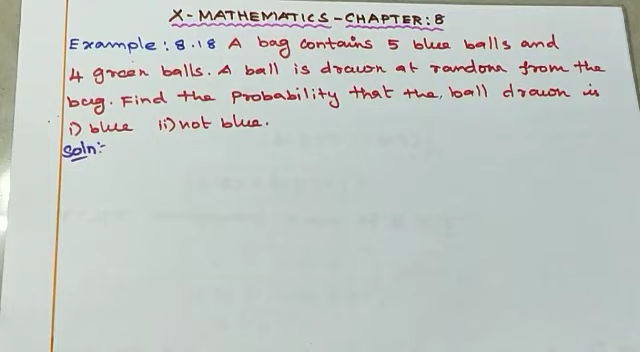 X-MATHEMATICS-CHAPTER:8
Example: 8.18 A bag contains 5 blue balls and
4 green balls. A ball is drawn at random from the
bag. Find the Probability that the, ball drawn is
i) blue ii) not blue.
Soln:-